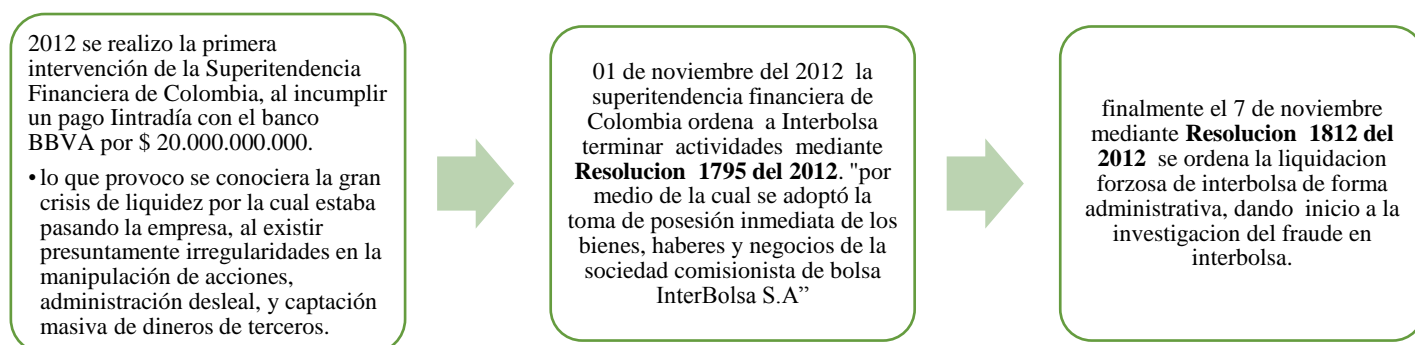 2012 se realizo la primera
intervención de la Superitendencia
Financiera de Colombia, al incumplir
un pago Iintradía con el banco
BBVA por $ 20.000.000.000.
• lo que provoco se conociera la gran
crisis de liquidez por la cual estaba
pasando la empresa, al existir
presuntamente irregularidades en la
manipulación de acciones,
administración desleal, y captación
masiva de dineros de terceros.
01 de noviembre del 2012 la
superitendencia financiera de
Colombia ordena a Interbolsa
terminar actividades mediante
Resolucion 1795 del 2012. "por
medio de la cual se adoptó la
toma de posesión inmediata de los
bienes, haberes y negocios de la
sociedad comisionista de bolsa
InterBolsa S.A”
finalmente el 7 de noviembre
mediante Resolucion 1812 del
2012 se ordena la liquidacion
forzosa de interbolsa de forma
administrativa, dando inicio a la
investigacion del fraude en
interbolsa.